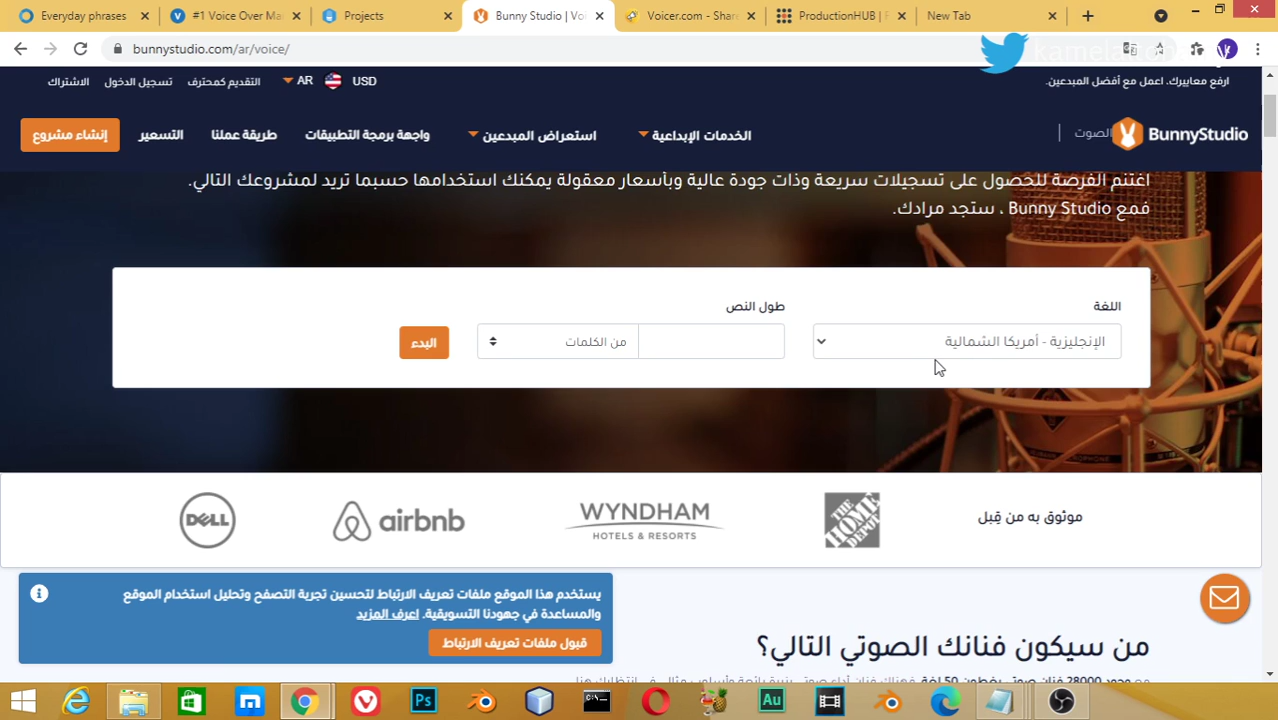 Everyday phrases
#1 Voice Over Ma
Projects
Bunny Studio | Voi
Voicer.com - Share
ProductionHUB | F
New Tab
bunnystudio.com/ar/voice/
ارفع معاييرك. اعمل مع أفضل المبدعين.
USD
AR
التقديم كمحترف
تسجيل الدخول
الاشتراك
BunnyStudio
الصوت
الخدمات الإبداعية
استعراض المبدعين
واجهة برمجة التطبيقات
طريقة عملنا
التسعير
إنشاء مشروع
اغتنم الفرصة للحصول على تسجيلات سريعة وذات جودة عالية وبأسعار معقولة يمكنك استخدامها حسبما تريد لمشروعك التالي.
فمع Bunny Studio ، ستجد مرادك.
اللغة
طول النص
الإنجليزية - أمريكا الشمالية
من الكلمات
البدء
موثوق به من قِبل
THE HOME DEPOT
WYNDHAM
HOTELS & RESORTS
airbnb
DELL
يستخدم هذا الموقع ملفات تعريف الارتباط لتحسين تجربة التصفح وتحليل استخدام الموقع
والمساعدة في جهودنا التسويقية. اعرف المزيد
قبول ملفات تعريف الارتباط
من سيكون فنانك الصوتي التالي؟
Ps
Au